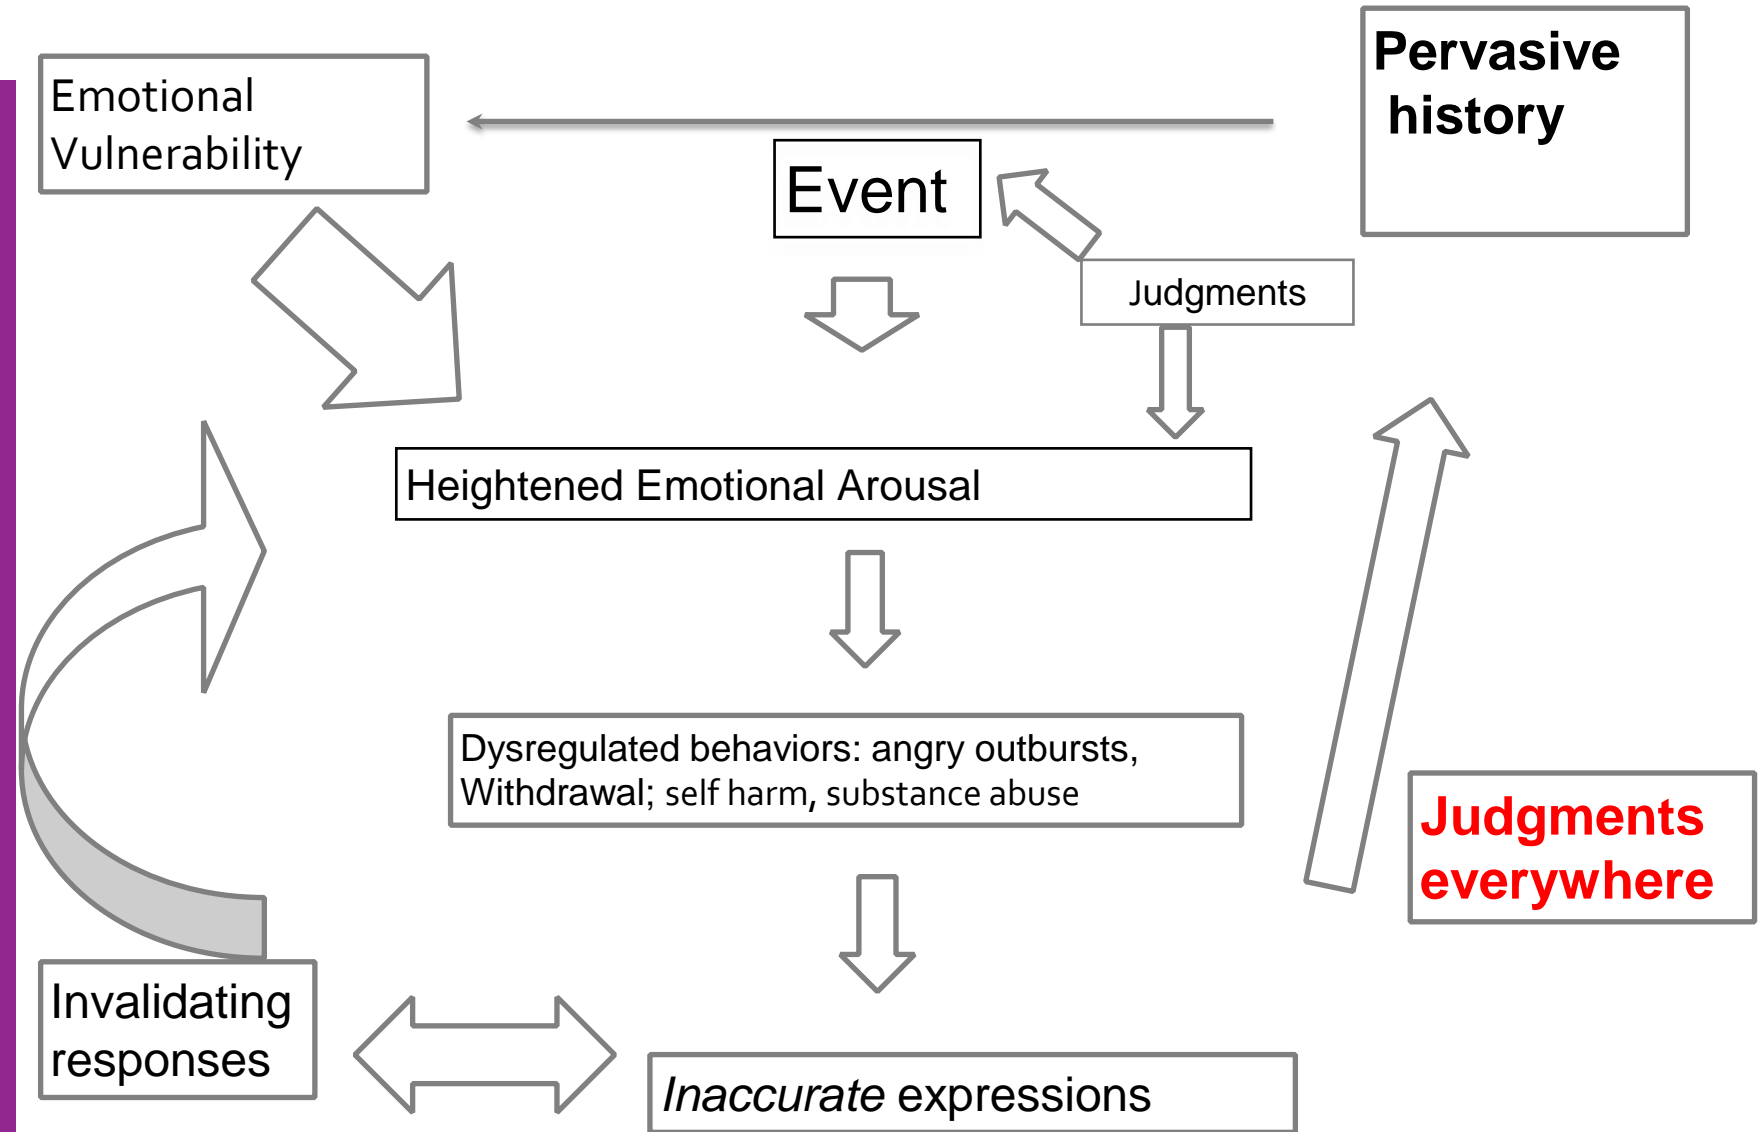 Emotional
Vulnerability
Pervasive
history
Event
Judgments
Heightened Emotional Arousal
Dysregulated behaviors: angry outbursts,
Withdrawal; self harm, substance abuse
Judgments
everywhere
Invalidating
responses
Inaccurate expressions